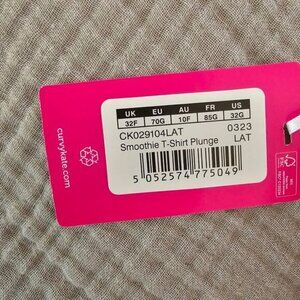 UK EU AU FR US
32F 70G 10F 85G 32G
CK029104LAT 0323
Smoothie T-Shirt Plunge LAT
5 052574 775049
curvykate.com